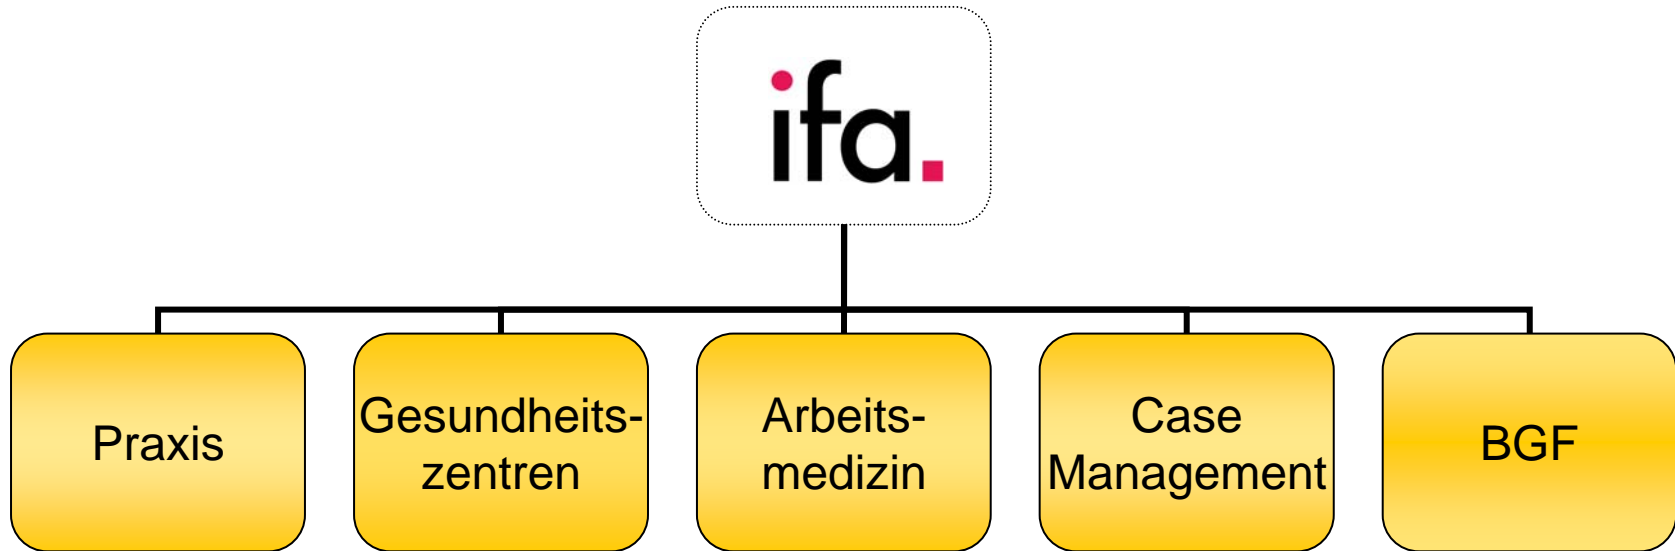 ifa.
Praxis
Gesundheits-
zentren
Arbeits-
medizin
Case
Management
BGF